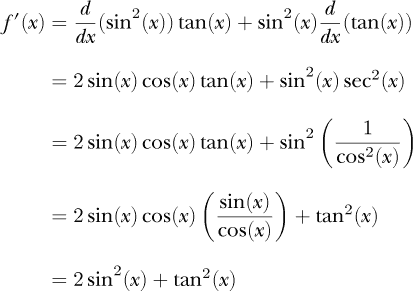 f′(x) = d/dx (sin²(x)) tan(x) + sin²(x) d/dx (tan(x))
= 2 sin(x) cos(x) tan(x) + sin²(x) sec²(x)
= 2 sin(x) cos(x) tan(x) + sin² (1/cos²(x))
= 2 sin(x) cos(x) (sin(x)/cos(x)) + tan²(x)
= 2 sin²(x) + tan²(x)